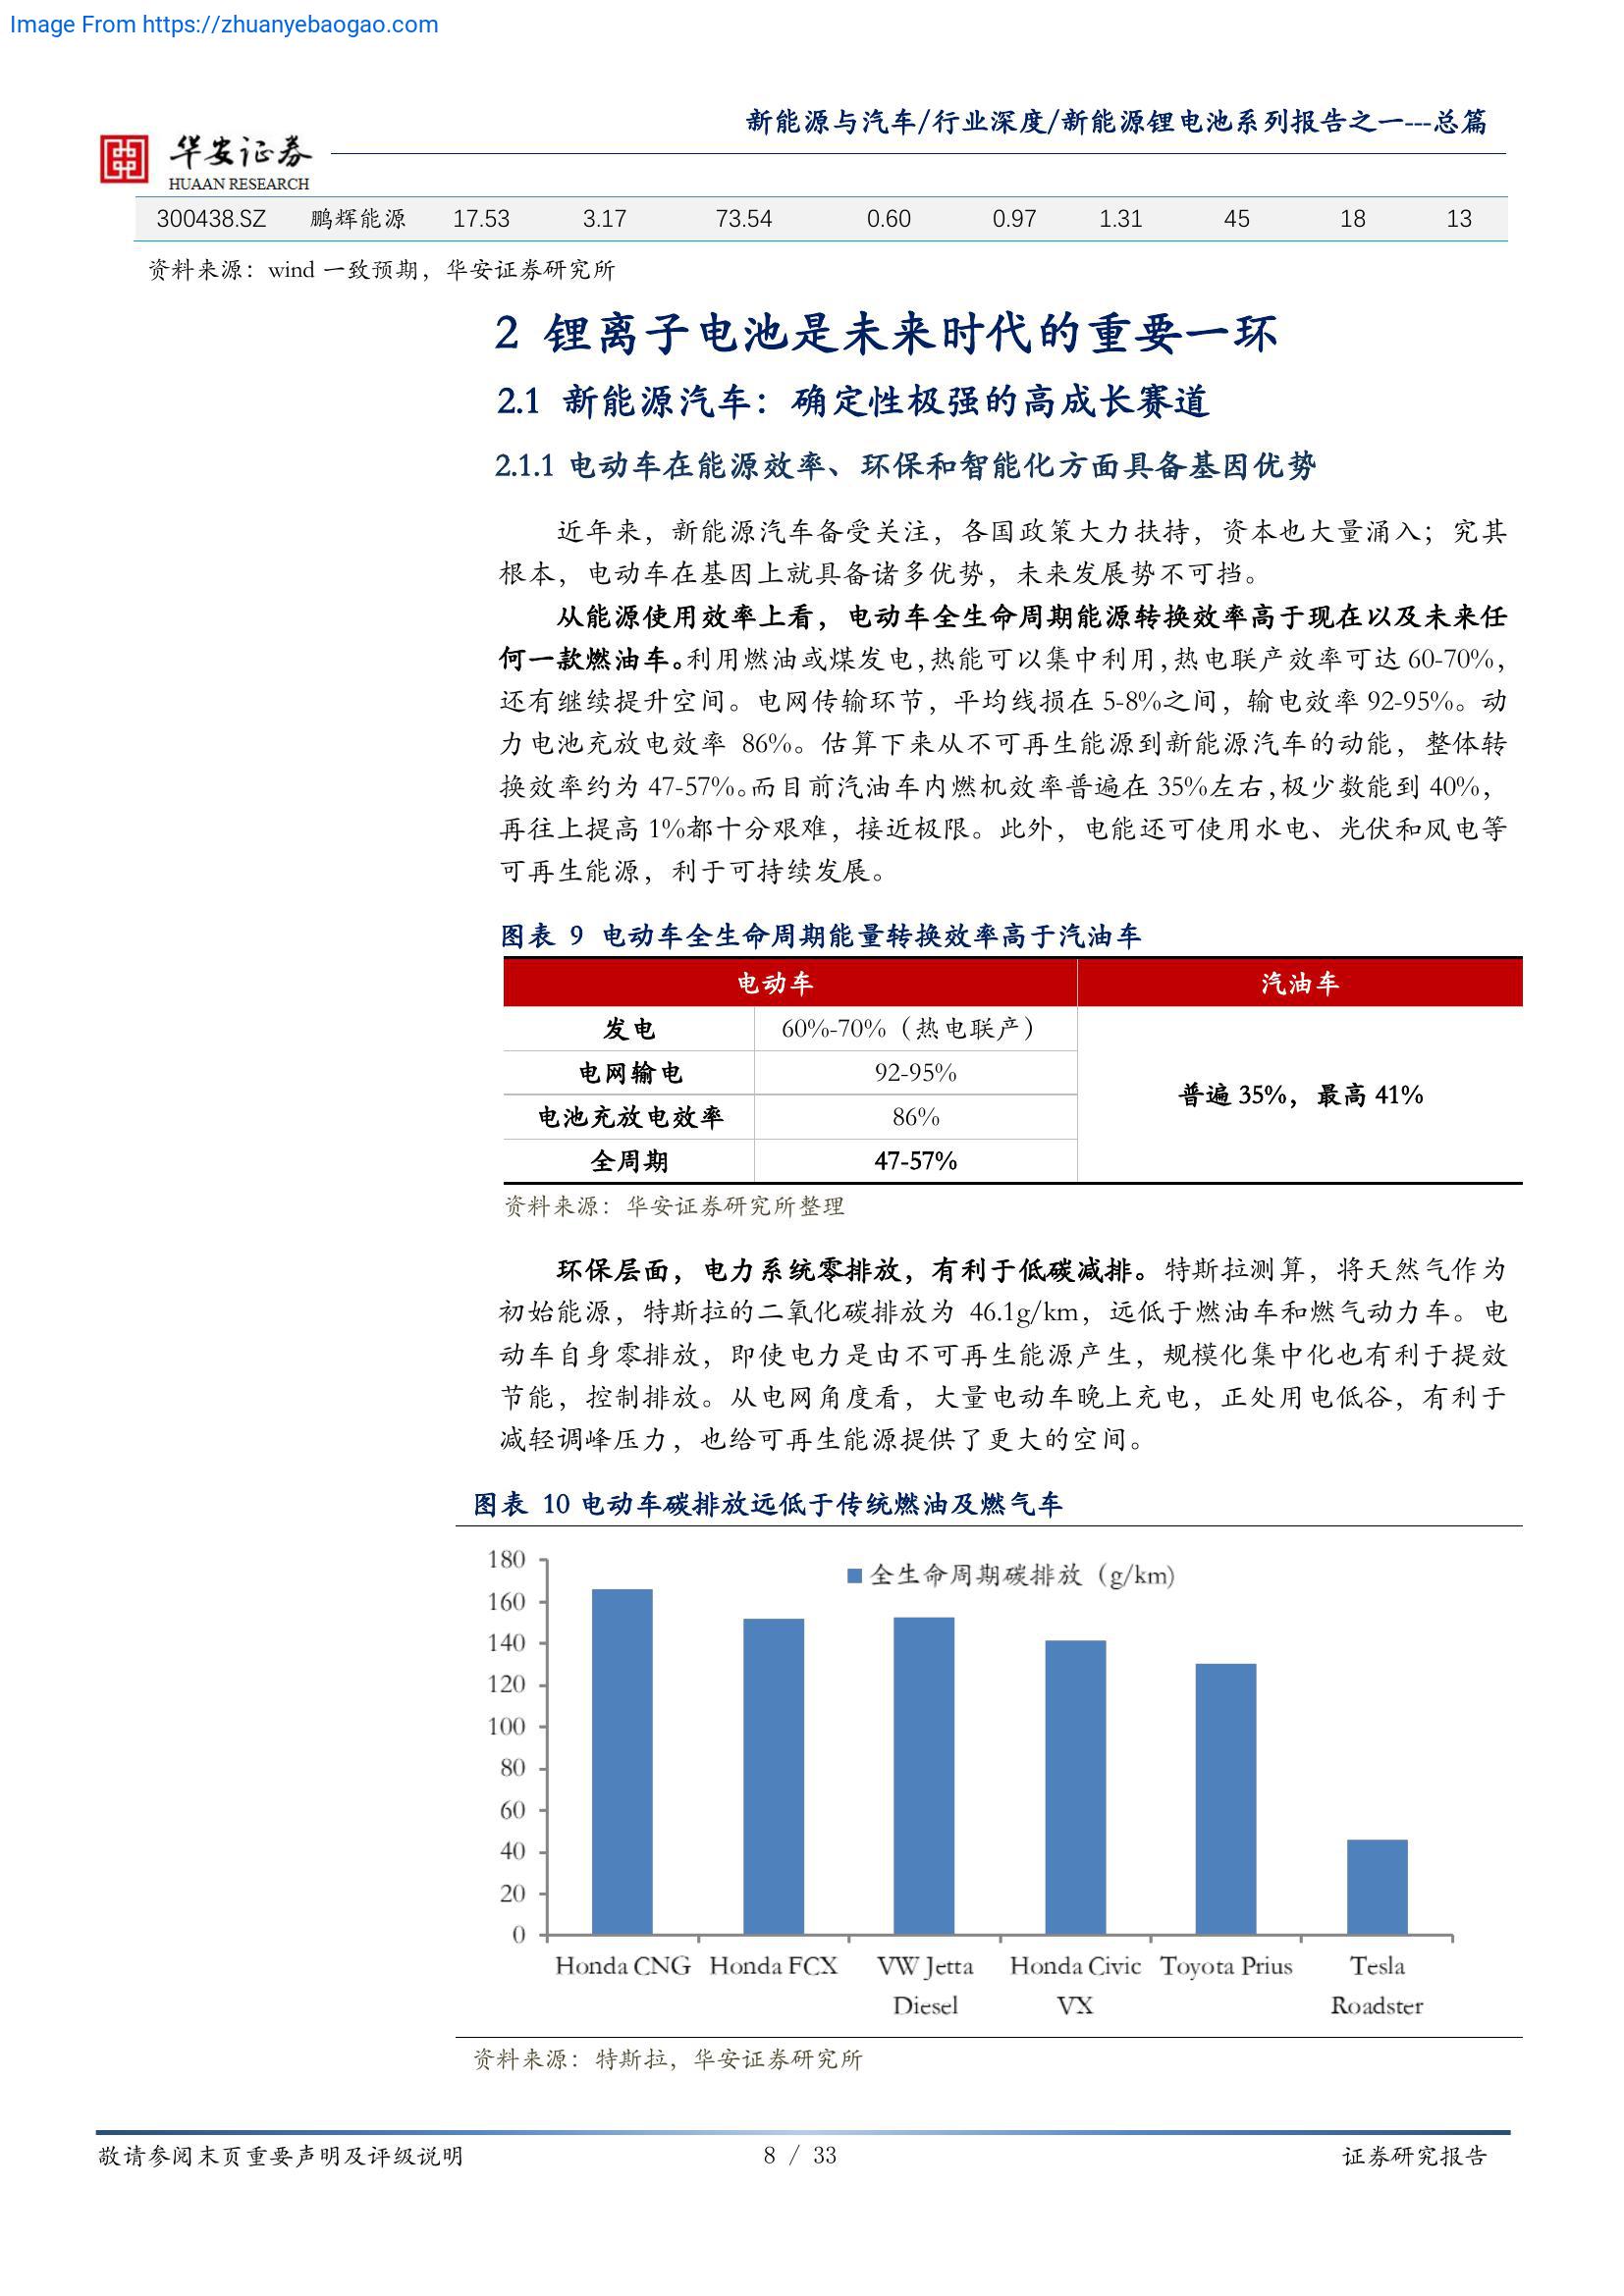 Image From https://zhuanyebaogao.com
新能源与汽车/行业深度/新能源锂电池系列报告之一---总篇
华安证券
HUAAN RESEARCH
300438.SZ 鹏辉能源 17.53 3.17 73.54 0.60 0.97 1.31 45 18 13
资料来源：wind 一致预期，华安证券研究所
2 锂离子电池是未来时代的重要一环
2.1 新能源汽车：确定性极强的高成长赛道
2.1.1 电动车在能源效率、环保和智能化方面具备基因优势
近年来，新能源汽车备受关注，各国政策大力扶持，资本也大量涌入；究其
根本，电动车在基因上就具备诸多优势，未来发展势不可挡。
从能源使用效率上看，电动车全生命周期能源转换效率高于现在以及未来任
何一款燃油车。利用燃油或煤发电，热能可以集中利用，热电联产效率可达 60-70%，
还有继续提升空间。电网传输环节，平均线损在 5-8%之间，输电效率 92-95%。动
力电池充放电效率 86%。估算下来从不可再生能源到新能源汽车的动能，整体转
换效率约为 47-57%。而目前汽油车内燃机效率普遍在 35%左右，极少数能到 40%，
再往上提高 1%都十分艰难，接近极限。此外，电能还可使用水电、光伏和风电等
可再生能源，利于可持续发展。
图表 9 电动车全生命周期能量转换效率高于汽油车
电动车 汽油车
发电 60%-70%（热电联产）
电网输电 92-95%
普遍 35%，最高 41%
电池充放电效率 86%
全周期 47-57%
资料来源：华安证券研究所整理
环保层面，电力系统零排放，有利于低碳减排。特斯拉测算，将天然气作为
初始能源，特斯拉的二氧化碳排放为 46.1g/km，远低于燃油车和燃气动力车。电
动车自身零排放，即使电力是由不可再生能源产生，规模化集中化也有利于提效
节能，控制排放。从电网角度看，大量电动车晚上充电，正处用电低谷，有利于
减轻调峰压力，也给可再生能源提供了更大的空间。
图表 10 电动车碳排放远低于传统燃油及燃气车
全生命周期碳排放（g/km)
180
160
140
120
100
80
60
40
20
0
Honda CNG Honda FCX VW Jetta Honda Civic Toyota Prius Tesla
Diesel VX Roadster
资料来源：特斯拉，华安证券研究所
敬请参阅末页重要声明及评级说明 8 / 33 证券研究报告